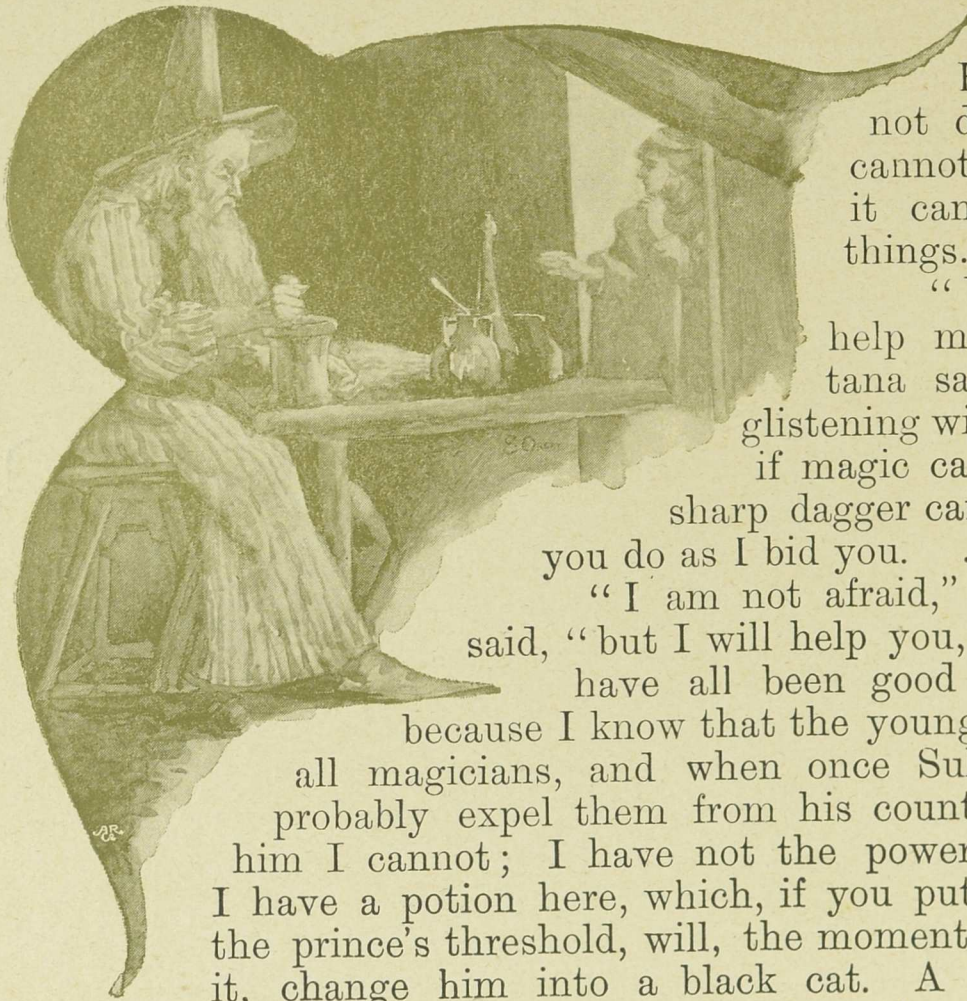 not
cannot
it can
things.
“
help m
tana sa
glistening wi
if magic ca
sharp dagger ca
you do as I bid you.
“ I am not afraid,”
said, “ but I will help you,
have all been good
because I know that the young
all magicians, and when once Su
probably expel them from his count
him I cannot ; I have not the power
I have a potion here, which, if you put
the prince's threshold, will, the moment
it, change him into a black cat. A